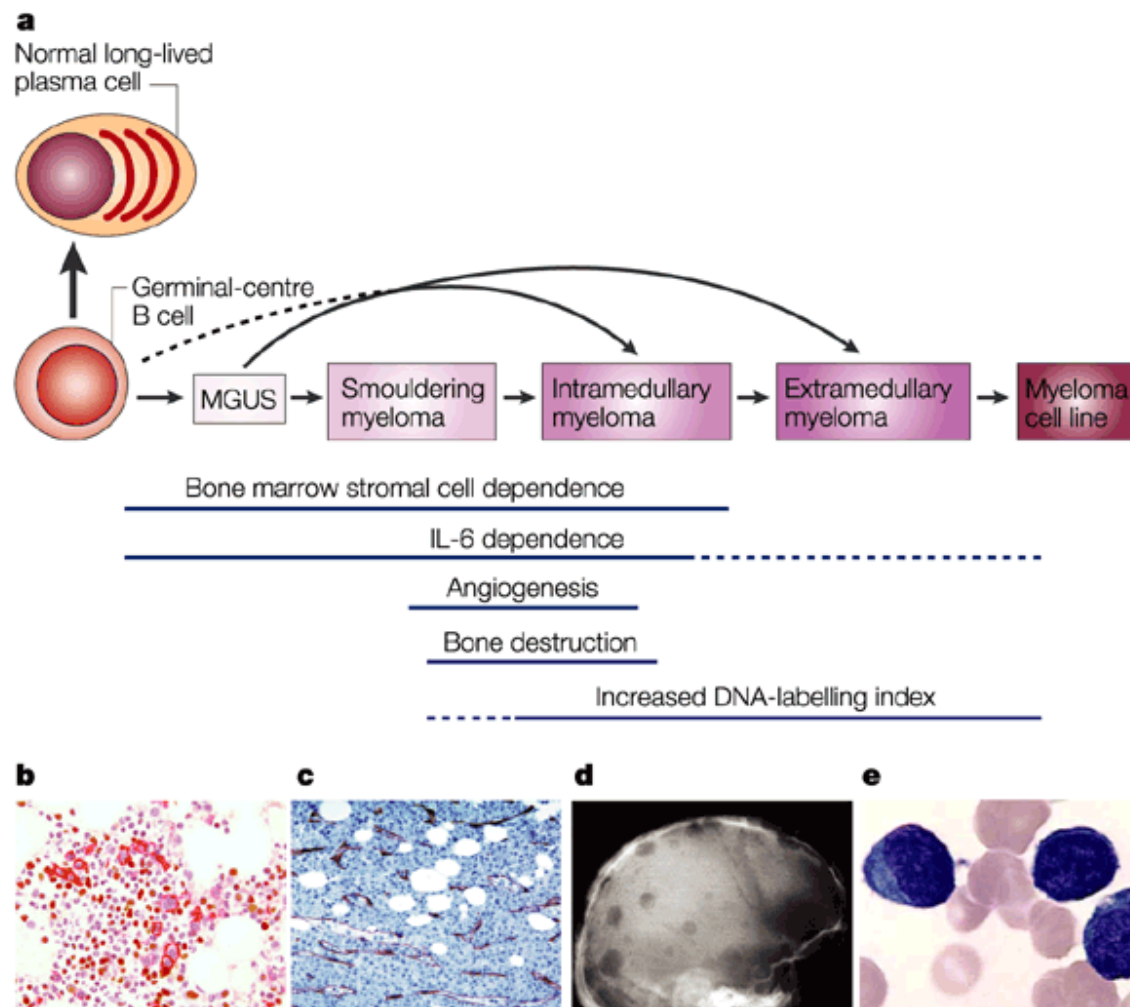 a
Normal long-lived
plasma cell
Germinal-centre
B cell
MGUS
Smouldering
myeloma
Intramedullary
myeloma
Extramedullary
myeloma
Myeloma
cell line
Bone marrow stromal cell dependence
IL-6 dependence
Angiogenesis
Bone destruction
Increased DNA-labelling index
b
c
d
e